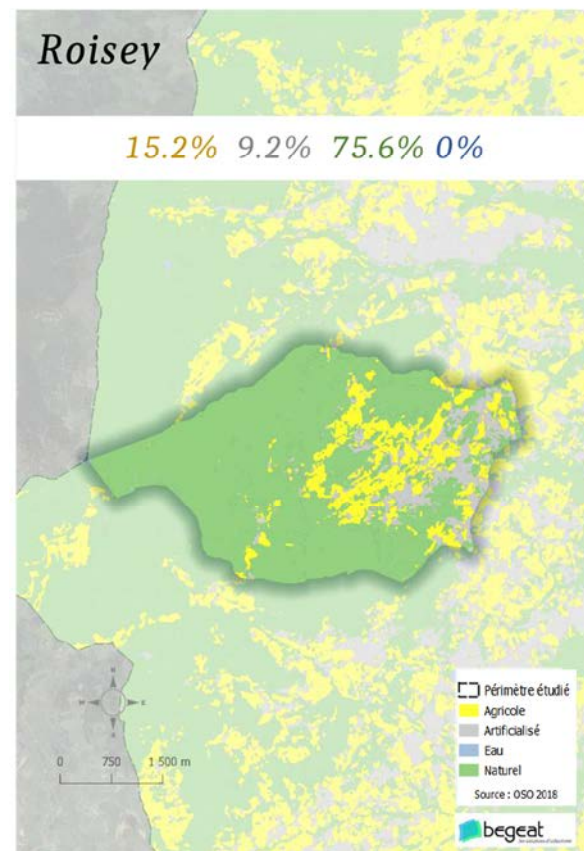 Roisey
15.2% 9.2% 75.6% 0%
N
W E
S
0 750 1 500 m
Périmètre étudié
Agricole
Artificialisé
Eau
Naturel
Source : OSO 2018
begeat